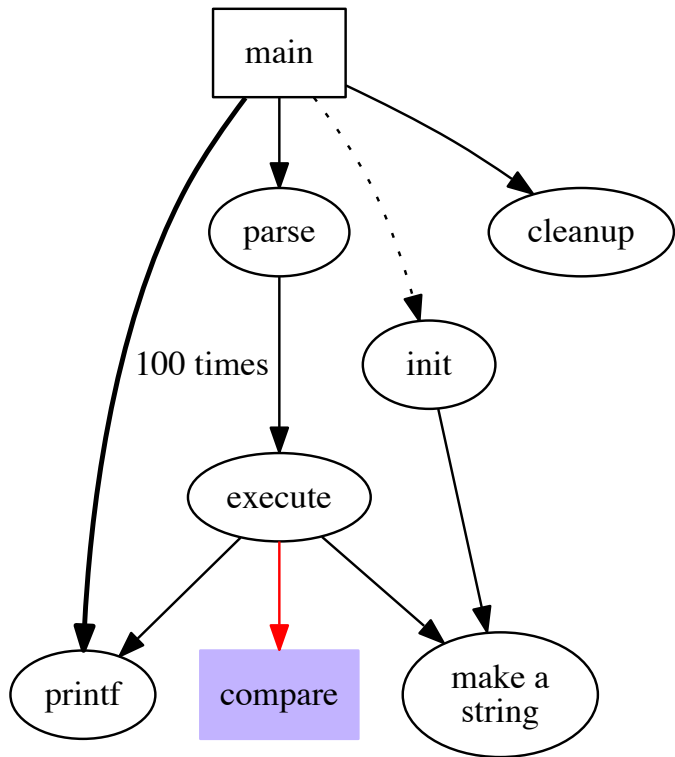 main
parse
cleanup
100 times
init
execute
printf
compare
make a
string